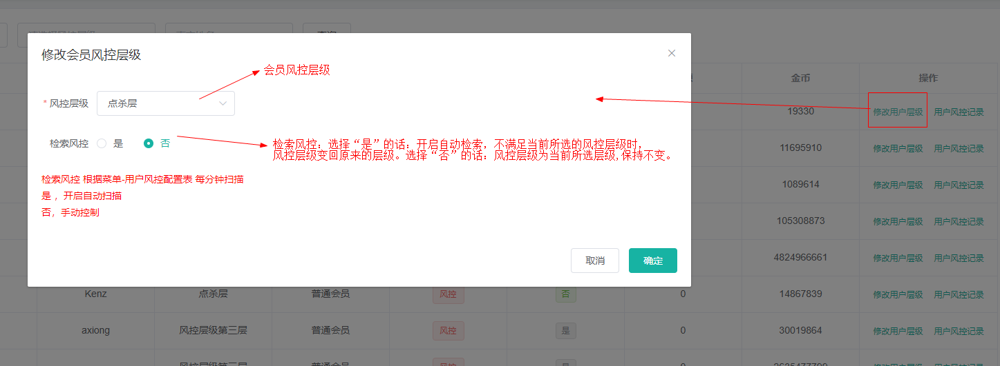 查询
修改会员风控层级
会员风控层级
* 风控层级 点杀层
检索风控 是 否
检索风控：选择“是”的话：开启自动检索，不满足当前所选的风控层级时，
风控层级变回原来的层级。选择“否”的话：风控层级为当前所选层级,保持不变。
检索风控 根据菜单-用户风控配置表 每分钟扫描
是 ，开启自动扫描
否，手动控制
取消 确定
金币 操作
19330 修改用户层级 用户风控记录
11695910 修改用户层级 用户风控记录
1089614 修改用户层级 用户风控记录
105308873 修改用户层级 用户风控记录
4824966661 修改用户层级 用户风控记录
Kenz 点杀层 普通会员 风控 否 0 14867839 修改用户层级 用户风控记录
axiong 风控层级第三层 普通会员 风控 是 0 30019864 修改用户层级 用户风控记录